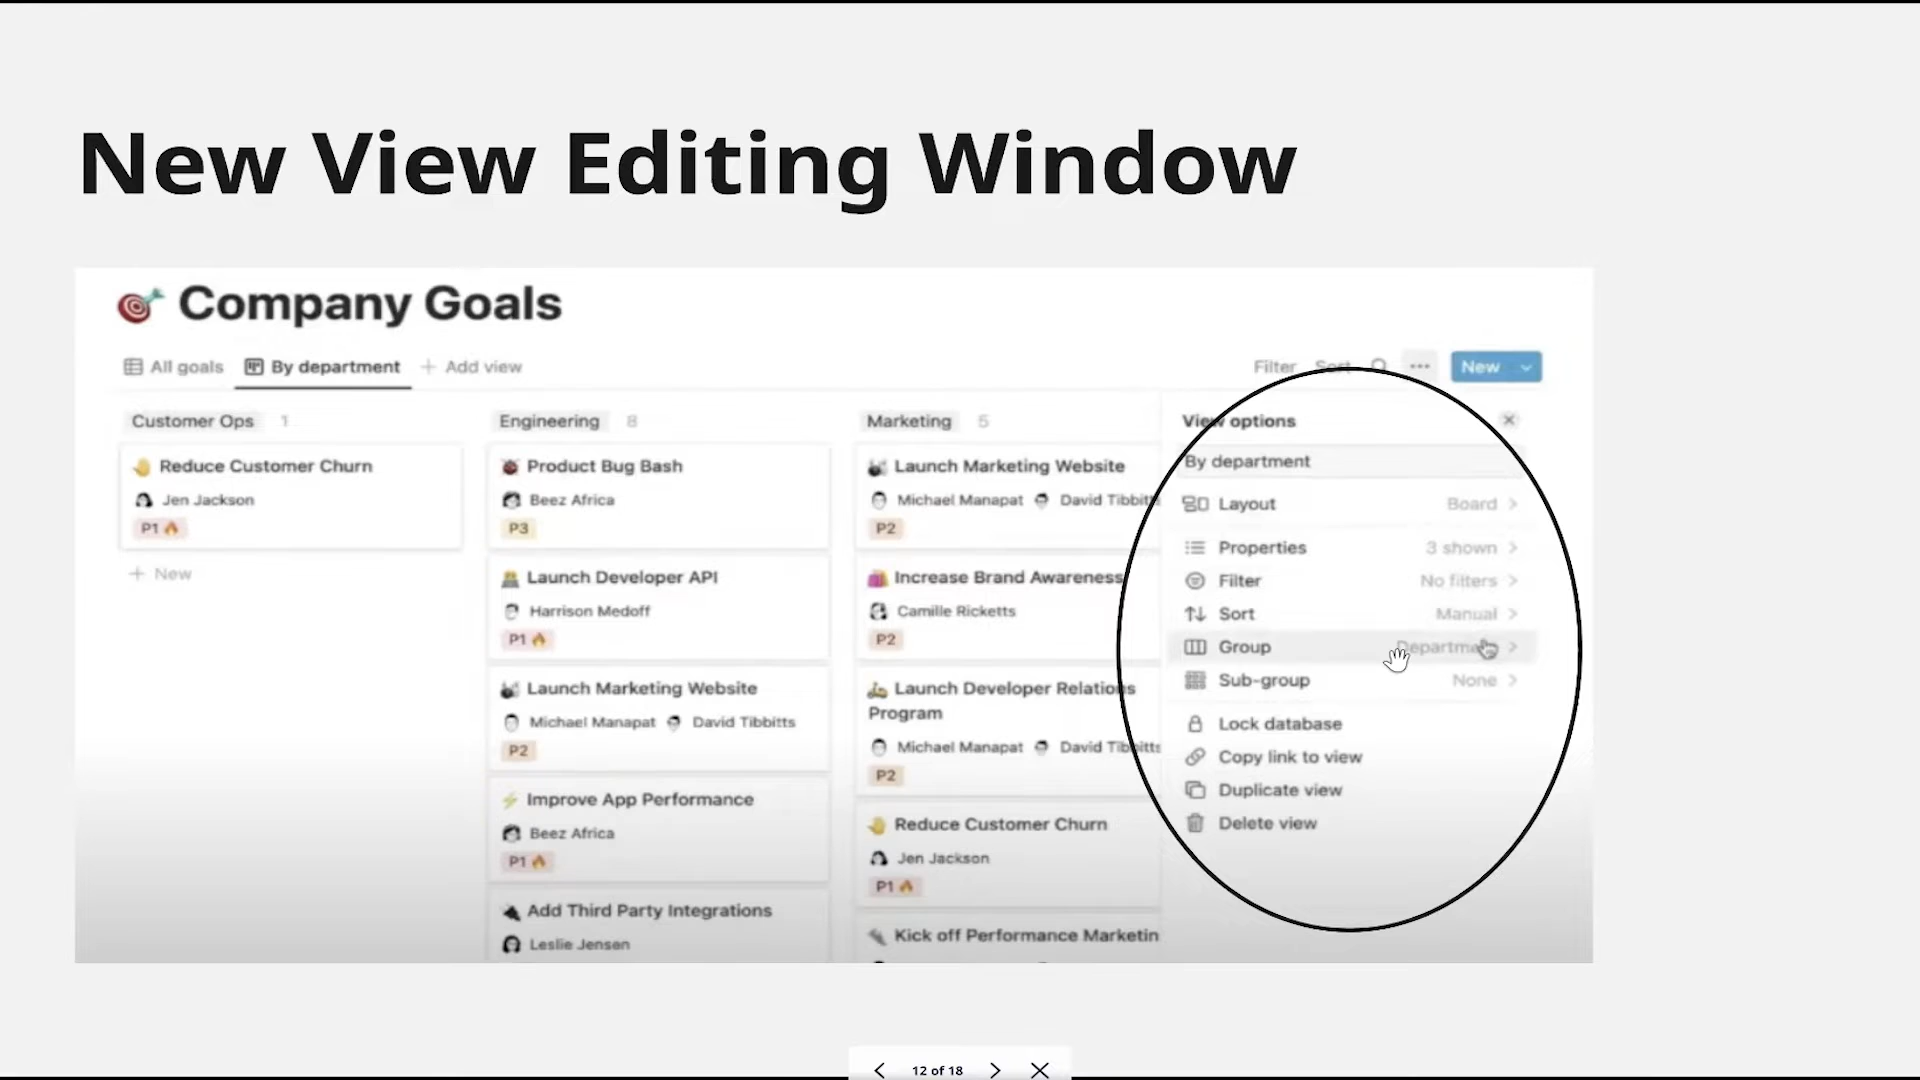 New View Editing Window
Company Goals
All goals
By department
Add view
Filter
Sort
New
Customer Ops 1
Reduce Customer Churn
Jen Jackson
P1
New
Engineering 8
Product Bug Bash
Beez Africa
P3
Launch Developer API
Harrison Medoff
P1
Launch Marketing Website
Michael Manapat David Tibbitts
P2
Improve App Performance
Beez Africa
P1
Add Third Party Integrations
Leslie Jensen
Marketing 5
Launch Marketing Website
Michael Manapat David Tibbitts
P2
Increase Brand Awareness
Camille Ricketts
P2
Launch Developer Relations
Program
Michael Manapat David Tibbitts
P2
Reduce Customer Churn
Jen Jackson
P1
Kick off Performance Marketin
View options
By department
Layout Board
Properties 3 shown
Filter No filters
Sort Manual
Group
Sub-group None
Lock database
Copy link to view
Duplicate view
Delete view
12 of 18